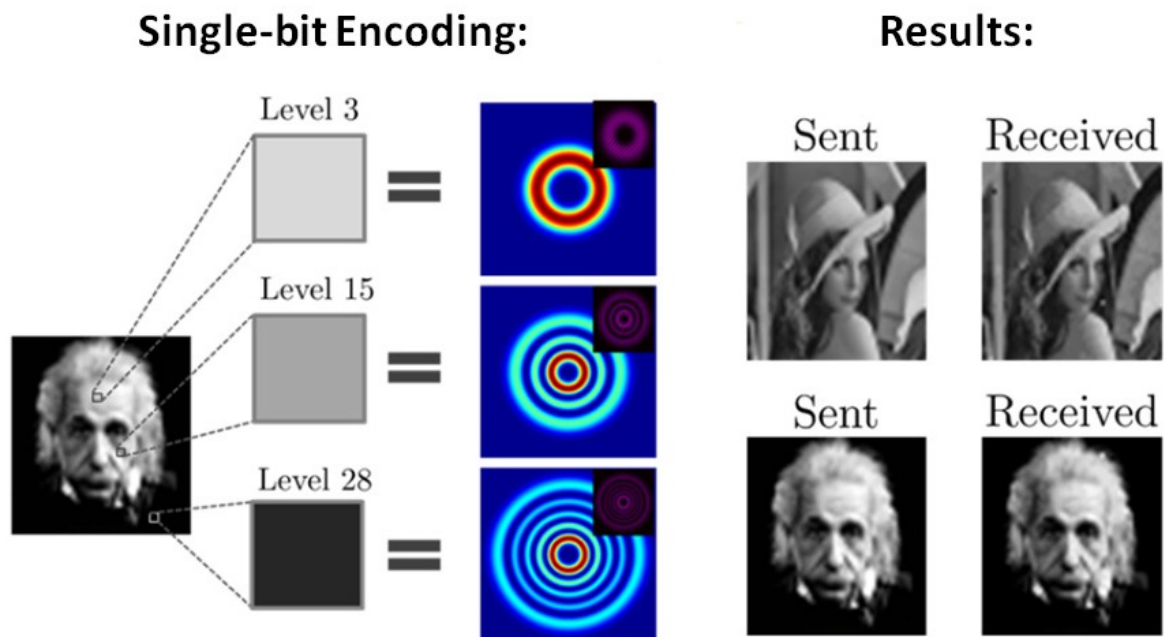 Single-bit Encoding:
Results:
Level 3
Level 15
Level 28
Sent
Received
Sent
Received